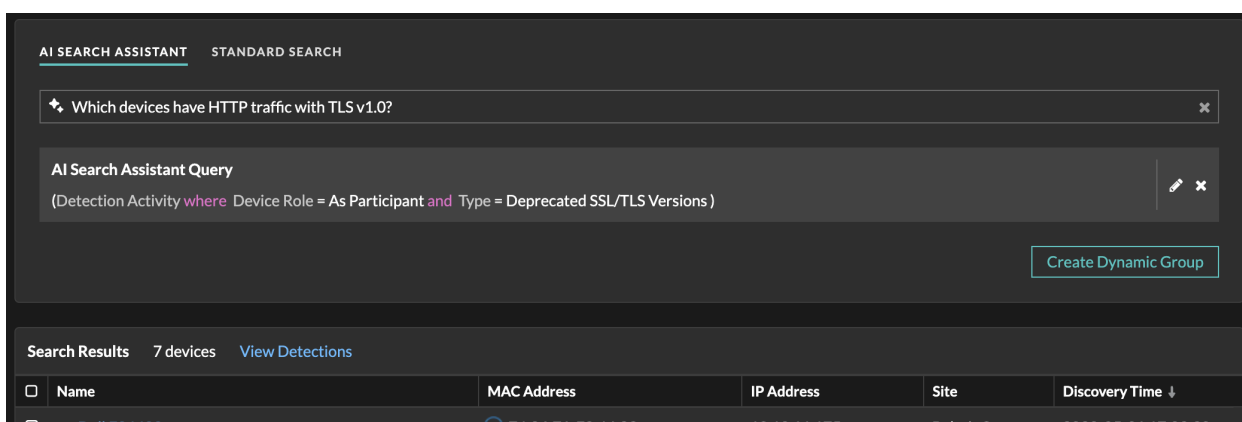 AI SEARCH ASSISTANT STANDARD SEARCH
Which devices have HTTP traffic with TLS v1.0?
AI Search Assistant Query
(Detection Activity where Device Role = As Participant and Type = Deprecated SSL/TLS Versions )
Create Dynamic Group
Search Results 7 devices View Detections
Name MAC Address IP Address Site Discovery Time ↓